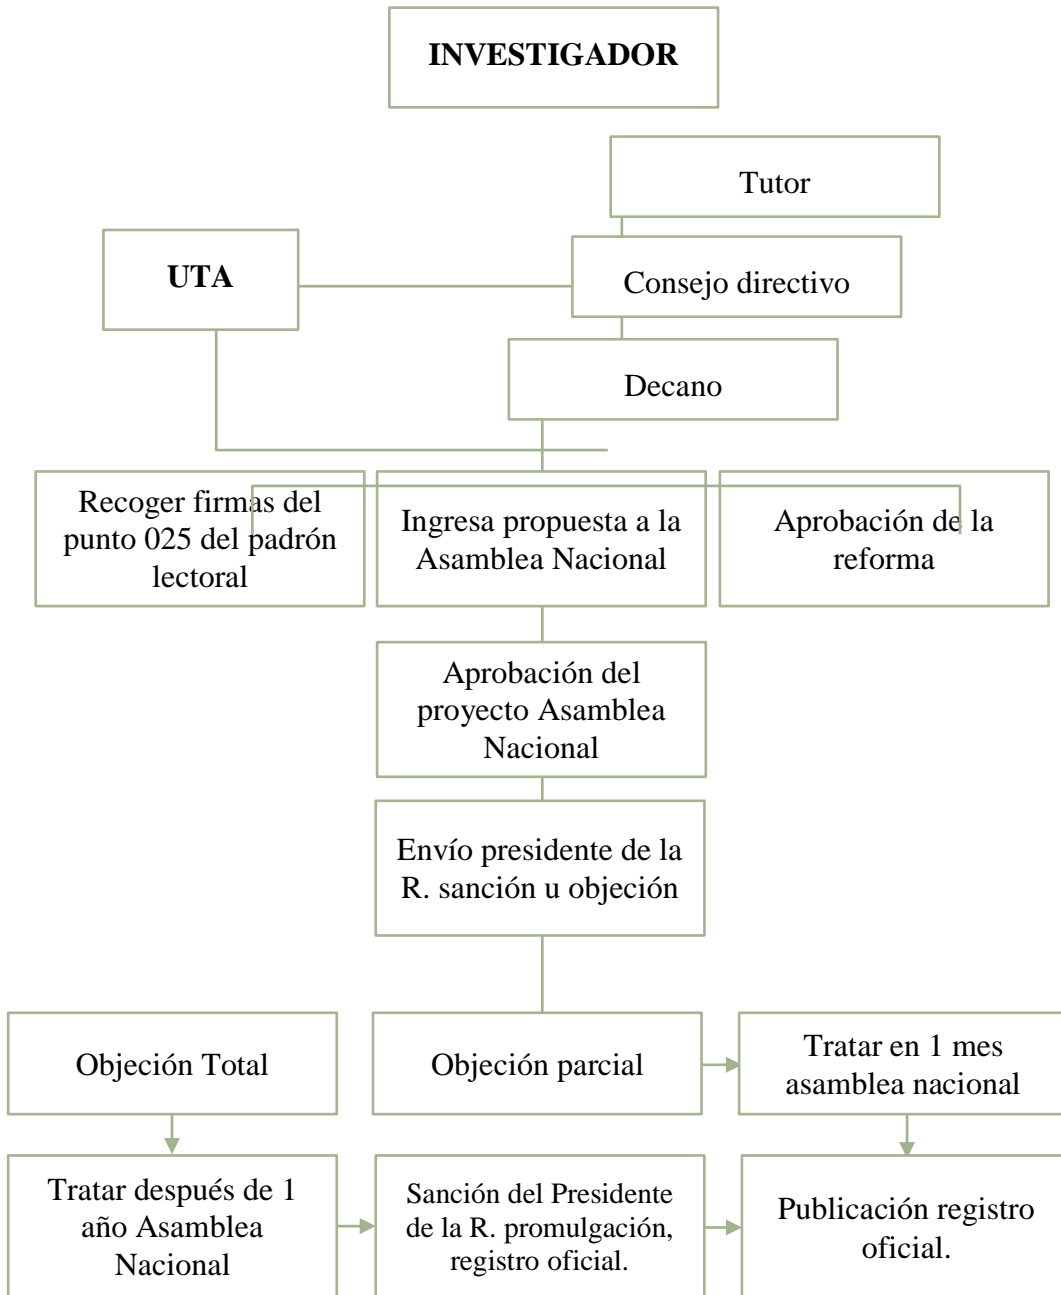 INVESTIGADOR
Tutor
UTA
Consejo directivo
Decano
Recoger firmas del
punto 025 del padrón
lectoral
Ingresa propuesta a la
Asamblea Nacional
Aprobación de la
reforma
Aprobación del
proyecto Asamblea
Nacional
Envío presidente de la
R. sanción u objeción
Objeción Total
Objeción parcial
Tratar en 1 mes
asamblea nacional
Tratar después de 1
año Asamblea
Nacional
Sanción del Presidente
de la R. promulgación,
registro oficial.
Publicación registro
oficial.